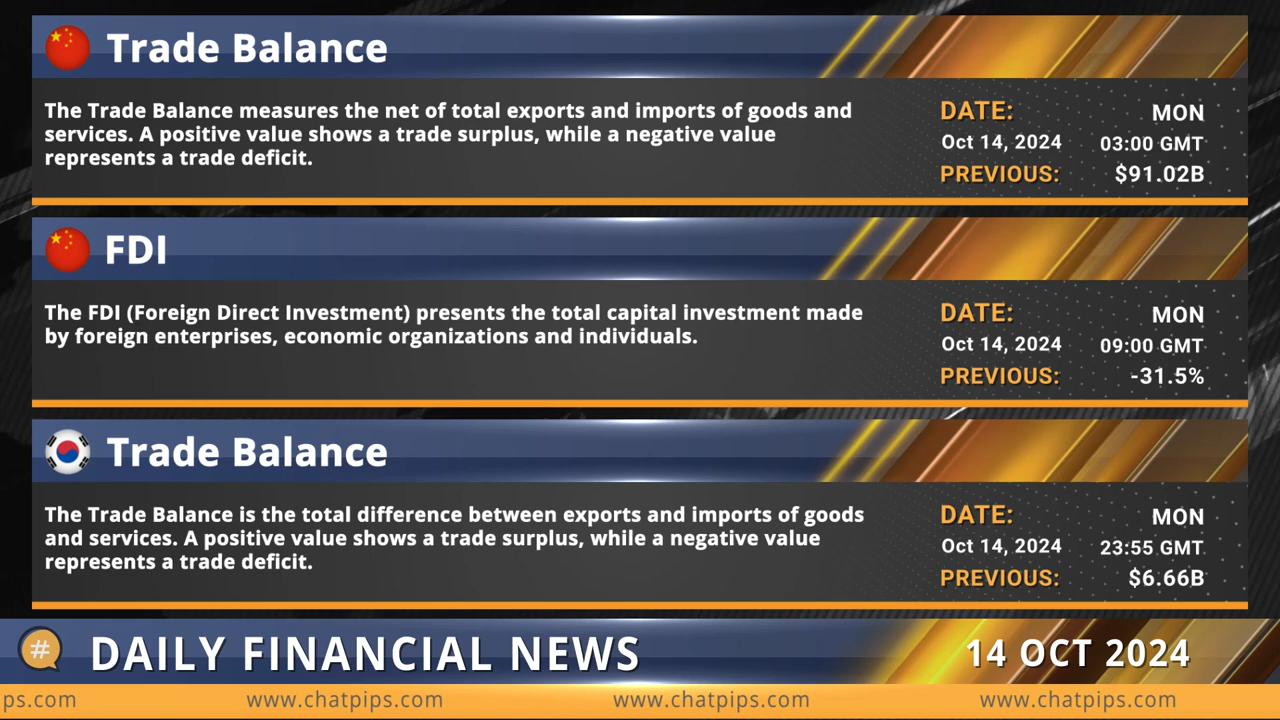 Trade Balance
The Trade Balance measures the net of total exports and imports of goods and
services. A positive value shows a trade surplus, while a negative value
represents a trade deficit.
DATE: MON
Oct 14, 2024 03:00 GMT
PREVIOUS: $91.02B
FDI
The FDI (Foreign Direct Investment) presents the total capital investment made
by foreign enterprises, economic organizations and individuals.
DATE: MON
Oct 14, 2024 09:00 GMT
PREVIOUS: -31.5%
Trade Balance
The Trade Balance is the total difference between exports and imports of goods
and services. A positive value shows a trade surplus, while a negative value
represents a trade deficit.
DATE: MON
Oct 14, 2024 23:55 GMT
PREVIOUS: $6.66B
# DAILY FINANCIAL NEWS 14 OCT 2024
ps.com www.chatpips.com www.chatpips.com www.chatpips.com